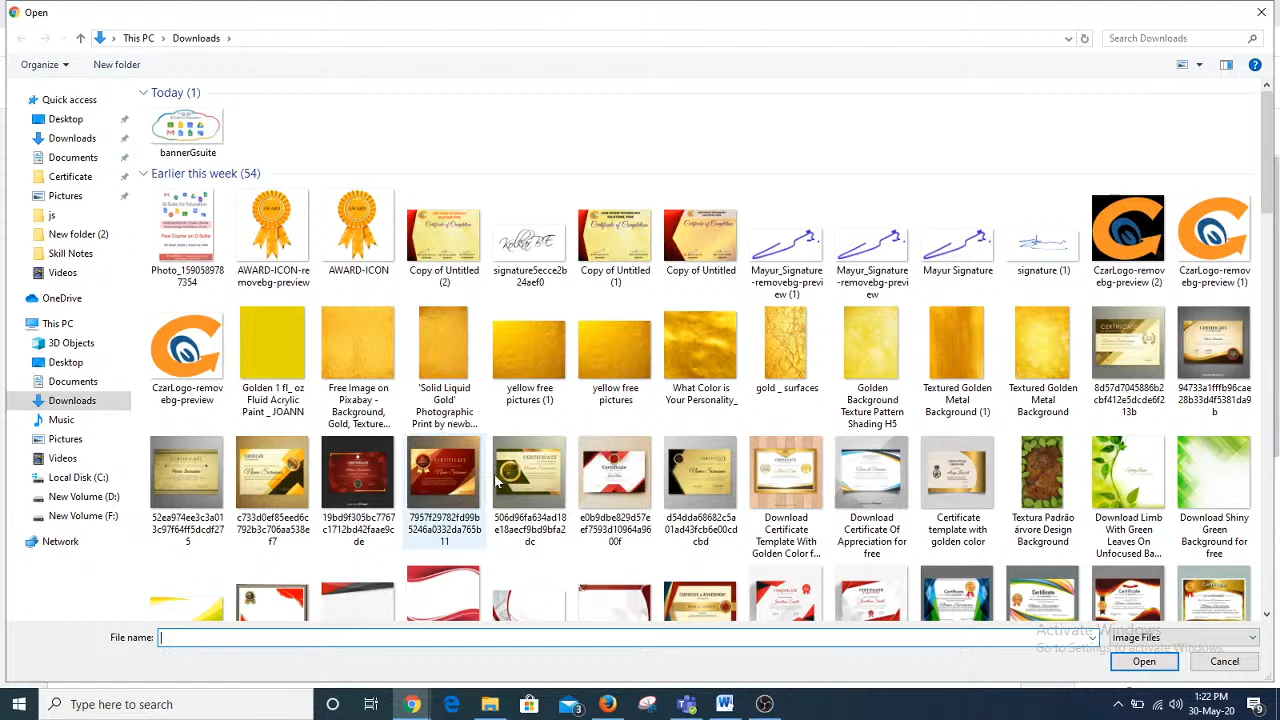 Open
This PC
Downloads
Search Downloads
Organize
New folder
Quick access
Desktop
Downloads
Documents
Certificate
Pictures
js
New folder (2)
Skill Notes
Videos
OneDrive
This PC
3D Objects
Desktop
Documents
Downloads
Music
Pictures
Videos
Local Disk (C:)
New Volume (D:)
New Volume (F:)
Network
Today (1)
bannerGsuite
Earlier this week (54)
Photo_159058978
7354
AWARD-ICON-re
movebg-preview
AWARD-ICON
Copy of Untitled
(2)
signature5ecce2b
24aef0
Copy of Untitled
(1)
Copy of Untitled
Mayur_Signature
-removebg-previ
ew (1)
Mayur_Signature
-removebg-previ
ew
Mayur Signature
signature (1)
CzarLogo-remov
ebg-preview (2)
CzarLogo-remov
ebg-preview (1)
CzarLogo-remov
ebg-preview
Golden 1 fl_ oz
Fluid Acrylic
Paint _ JOANN
Free Image on
Pixabay -
Background,
Gold, Texture...
'Solid Liquid
Gold'
Photographic
Print by newb...
yellow free
pictures (1)
yellow free
pictures
What Color is
Your Personality_
gold _ surfaces
Golden
Background
Texture Pattern
Shading H5
Textured Golden
Metal
Background (1)
Textured Golden
Metal
Background
8d57d7045886b2
cbf412e5dcde6f2
13b
94733a1fffb96cae
28b33d4f5381da9
b
52ea974ee3c3a01
3c97f6df45dcdf27
5
c733d0ef85eed6c
792b3c706aa538e
f7
19bd9f305bc7767
1c1712bd42faae9c
de
7957f29782fd99b
5246a0332da765b
11
506d96fa634ad18
e18aecf9bd9bfa2
dc
e0b9dbe829d57e
ef7593d10964a96
00f
d54dda68682c5a
01ad43fcb6e00cd
cbd
Download
Certificate
Template With
Golden Color f...
Download
Certificate Of
Appreciation for
free
Certificate
template with
golden color
Textura Padrão
árvore Design
Background
Download Limb
With Green
Leaves On
Unfocused Ba...
Download Shiny
Green
Background for
free
File name:
Image Files
Open
Cancel
Activate Windows
Go to Settings to activate Windows.
Type here to search
1:22 PM
30-May-20